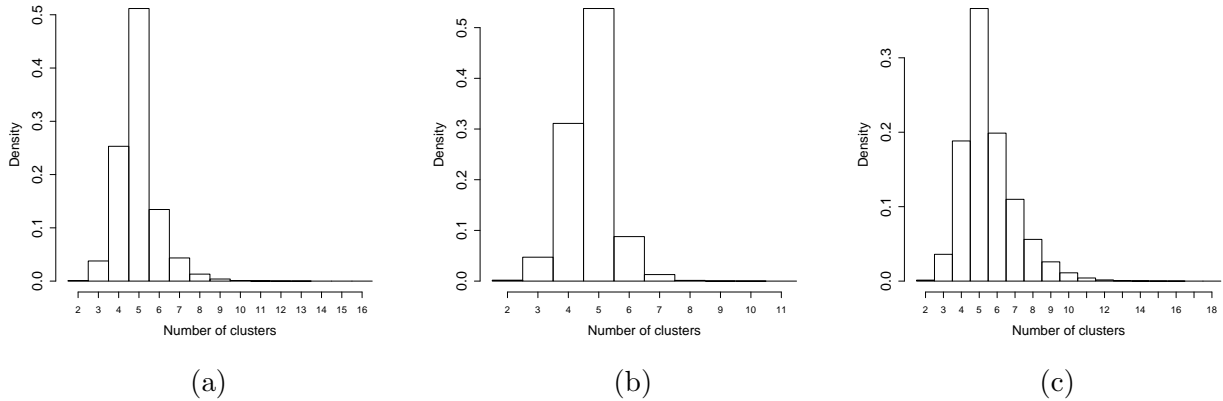 0.5
0.4
0.3
0.2
0.1
0.0
Density
2 3 4 5 6 7 8 9 10 11 12 13 14 15 16
Number of clusters
(a)
0.5
0.4
0.3
0.2
0.1
0.0
Density
2 3 4 5 6 7 8 9 10 11
Number of clusters
(b)
0.3
0.2
0.1
0.0
Density
2 3 4 5 6 7 8 9 10 12 14 16 18
Number of clusters
(c)